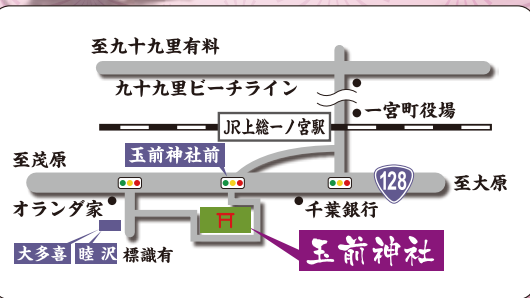 至九十九里有料
九十九里ビーチライン
一宮町役場
JR上総一ノ宮駅
玉前神社前
至茂原
128
至大原
オランダ家
千葉銀行
大多喜
睦沢
標識有
玉前神社